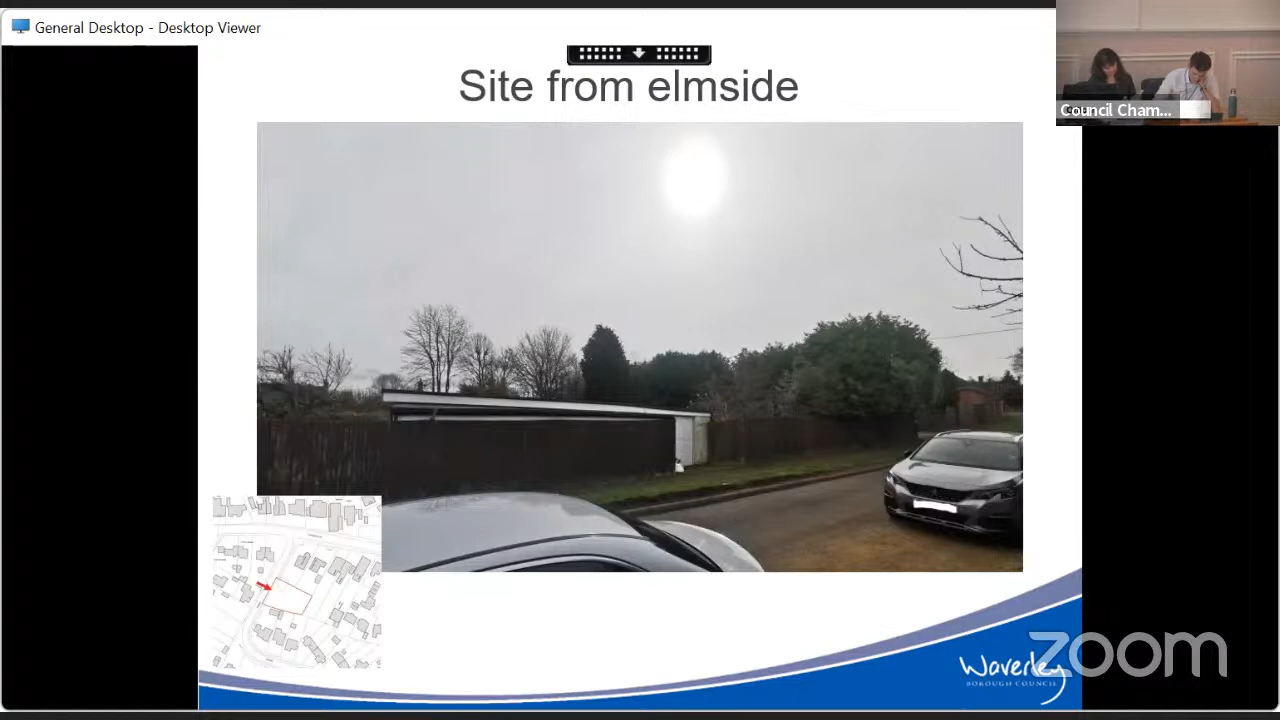 General Desktop - Desktop Viewer
Council Cham...
Site from elmside
zoom
Waverley
BOROUGH COUNCIL